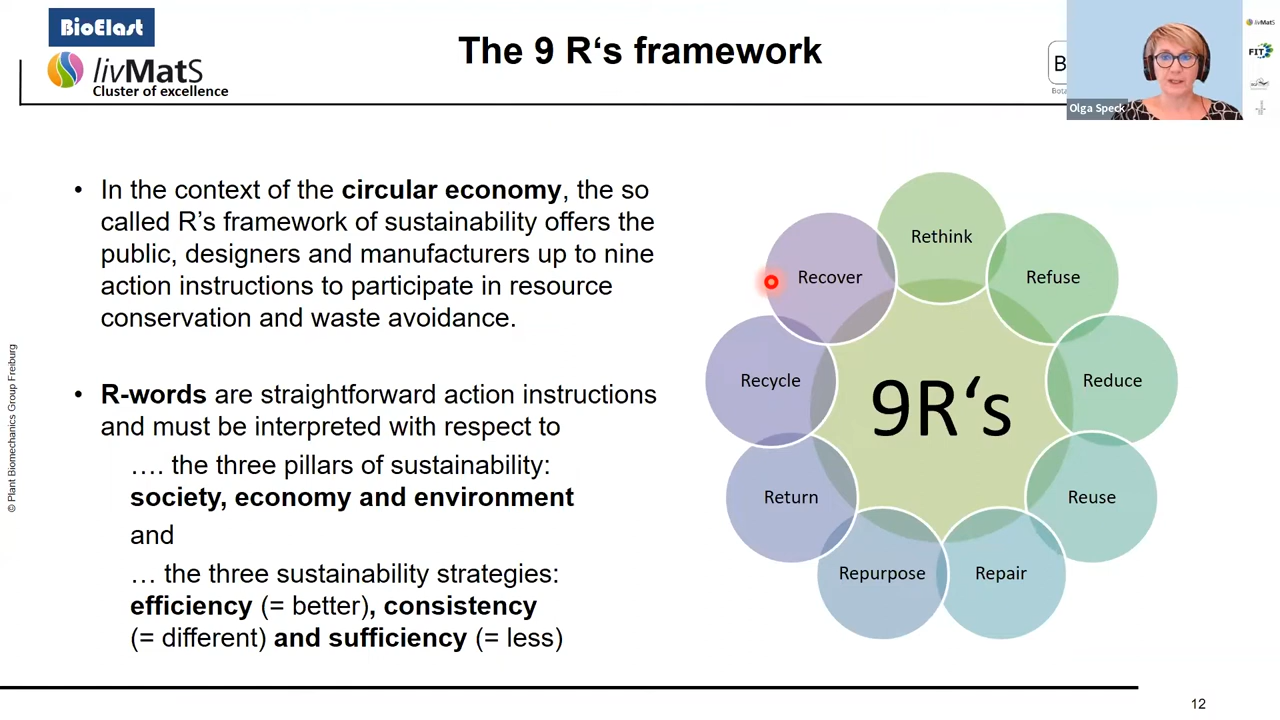 BioElast
livMatS
Cluster of excellence
The 9 R‘s framework
B
Bota
Olga Speck
livMatS
FIT
• In the context of the circular economy, the so
called R’s framework of sustainability offers the
public, designers and manufacturers up to nine
action instructions to participate in resource
conservation and waste avoidance.
• R-words are straightforward action instructions
and must be interpreted with respect to
…. the three pillars of sustainability:
society, economy and environment
and
… the three sustainability strategies:
efficiency (= better), consistency
(= different) and sufficiency (= less)
Rethink
Refuse
Reduce
Reuse
Repair
Repurpose
Return
Recycle
Recover
9R‘s
© Plant Biomechanics Group Freiburg
12